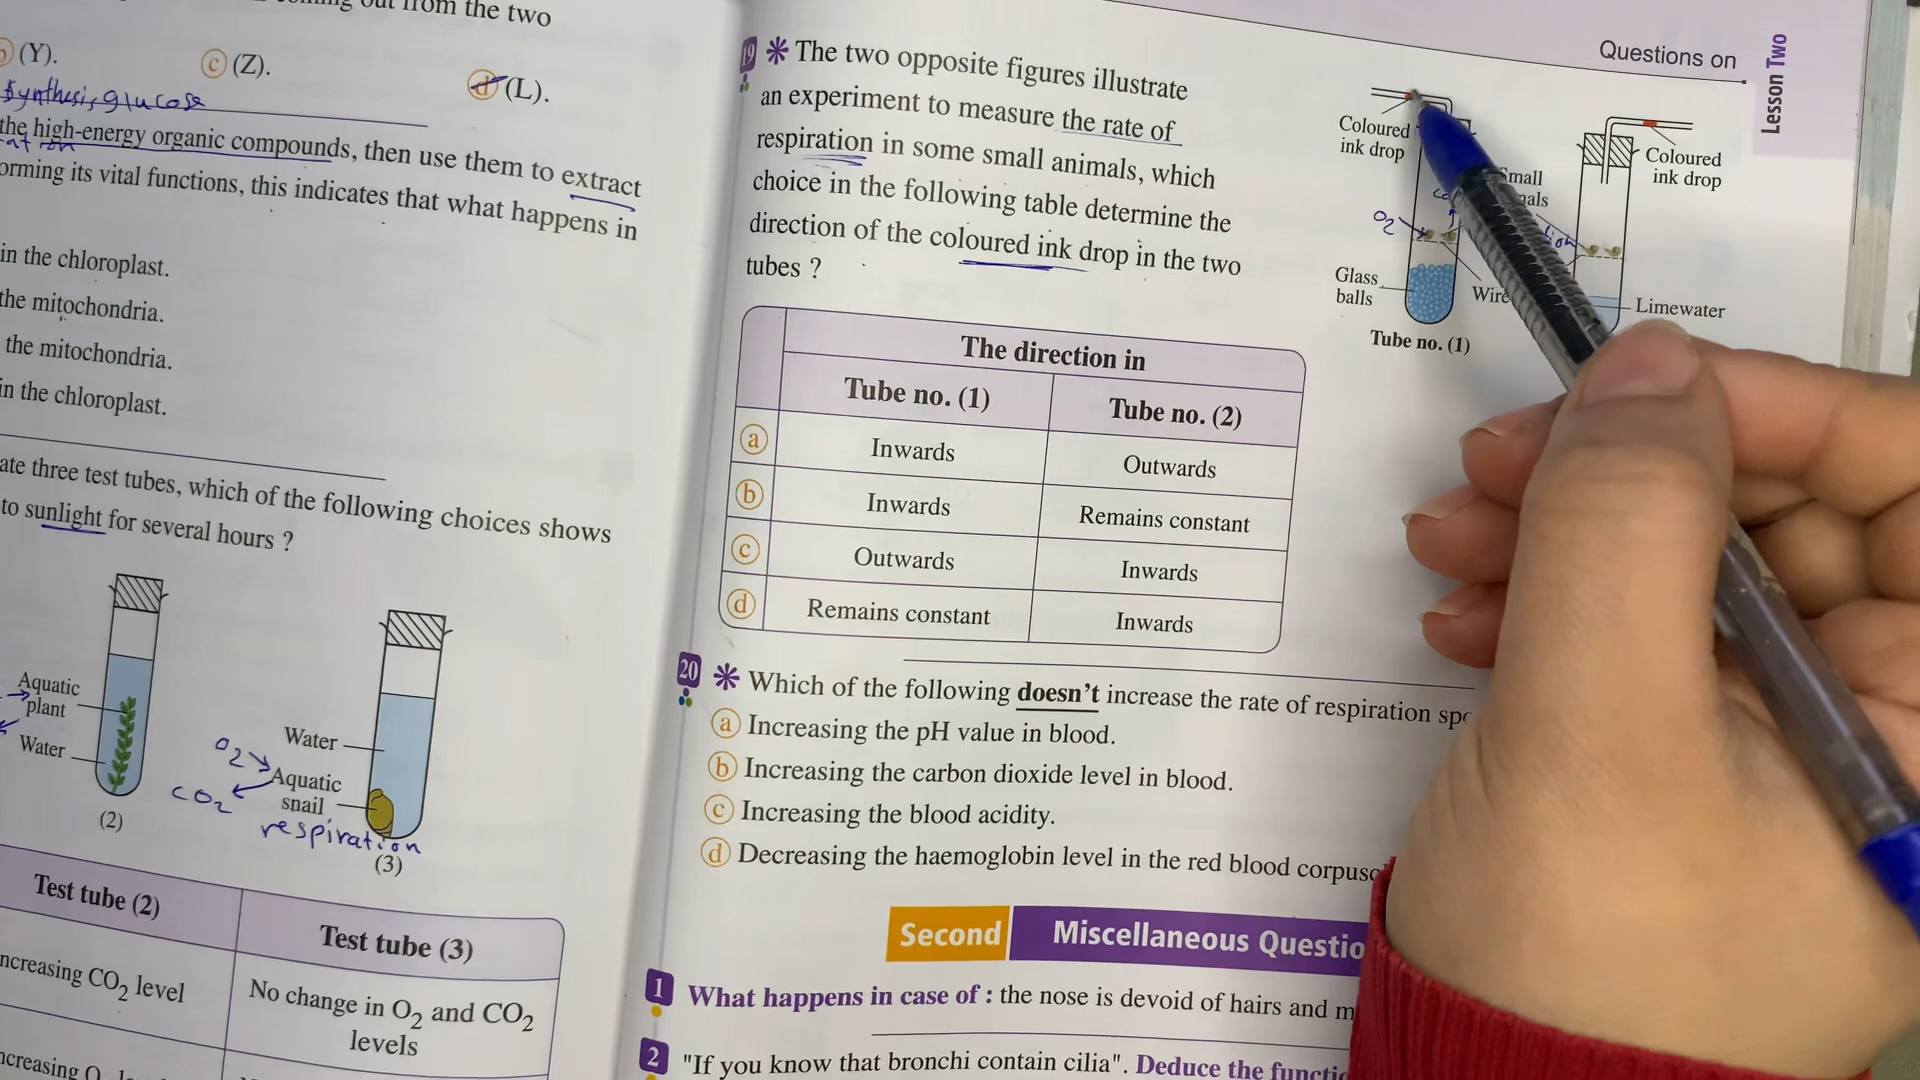 from the two
(Y).
c (Z).
d (L).
synthesis, glucose
the high-energy organic compounds, then use them to extract
orming its vital functions, this indicates that what happens in
in the chloroplast.
the mitochondria.
the mitochondria.
in the chloroplast.
ate three test tubes, which of the following choices shows
to sunlight for several hours ?
Aquatic
plant
Water
(2)
Water
O2
Aquatic
snail
CO2
respiration
(3)
Test tube (2)
Test tube (3)
ncreasing CO2 level
No change in O2 and CO2
levels
Questions on
Lesson Two
19 * The two opposite figures illustrate
an experiment to measure the rate of
respiration in some small animals, which
choice in the following table determine the
direction of the coloured ink drop in the two
tubes ?
Coloured
ink drop
O2
Glass
balls
Tube no. (1)
Coloured
ink drop
Limewater
The direction in
Tube no. (1)
Tube no. (2)
a Inwards Outwards
b Inwards Remains constant
c Outwards Inwards
d Remains constant Inwards
20 * Which of the following doesn't increase the rate of respiration
a Increasing the pH value in blood.
b Increasing the carbon dioxide level in blood.
c Increasing the blood acidity.
d Decreasing the haemoglobin level in the red blood
Second Miscellaneous
1 What happens in case of : the nose is devoid of hairs and
2 "If you know that bronchi contain cilia". Deduce the